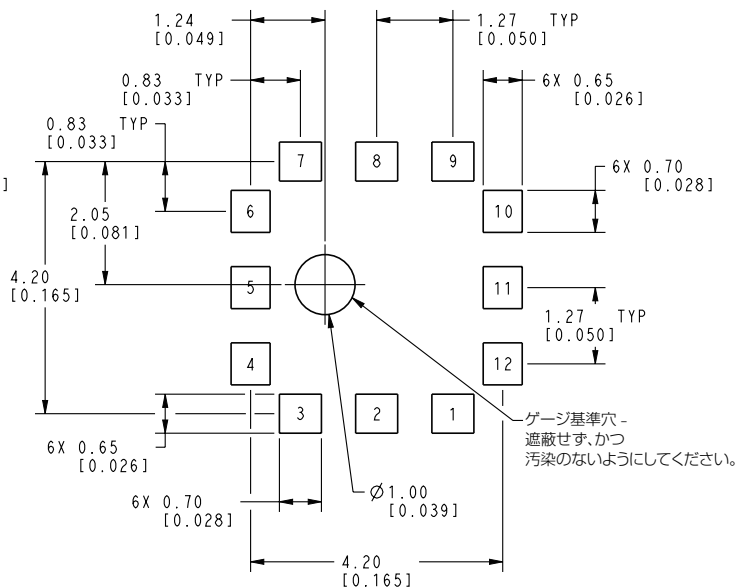 1.24
[0.049]
1.27 TYP
[0.050]
0.83 TYP
[0.033]
6X 0.65
[0.026]
0.83 TYP
[0.033]
7
8
9
6X 0.70
[0.028]
]
6
10
2.05
[0.081]
4.20
[0.165]
5
11
1.27 TYP
[0.050]
4
12
3
2
1
ゲージ基準穴 -
遮蔽せず、かつ
汚染のないようにしてください。
6X 0.65
[0.026]
6X 0.70
[0.028]
Ø1.00
[0.039]
4.20
[0.165]